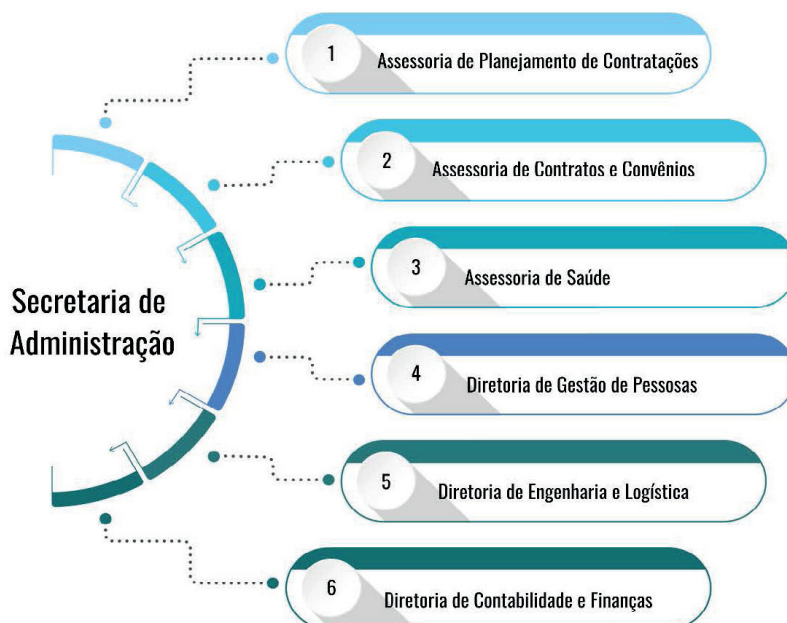 1
Assessoria de Planejamento de Contratações
2
Assessoria de Contratos e Convênios
3
Assessoria de Saúde
Secretaria de
Administração
4
Diretoria de Gestão de Pessosas
5
Diretoria de Engenharia e Logística
6
Diretoria de Contabilidade e Finanças